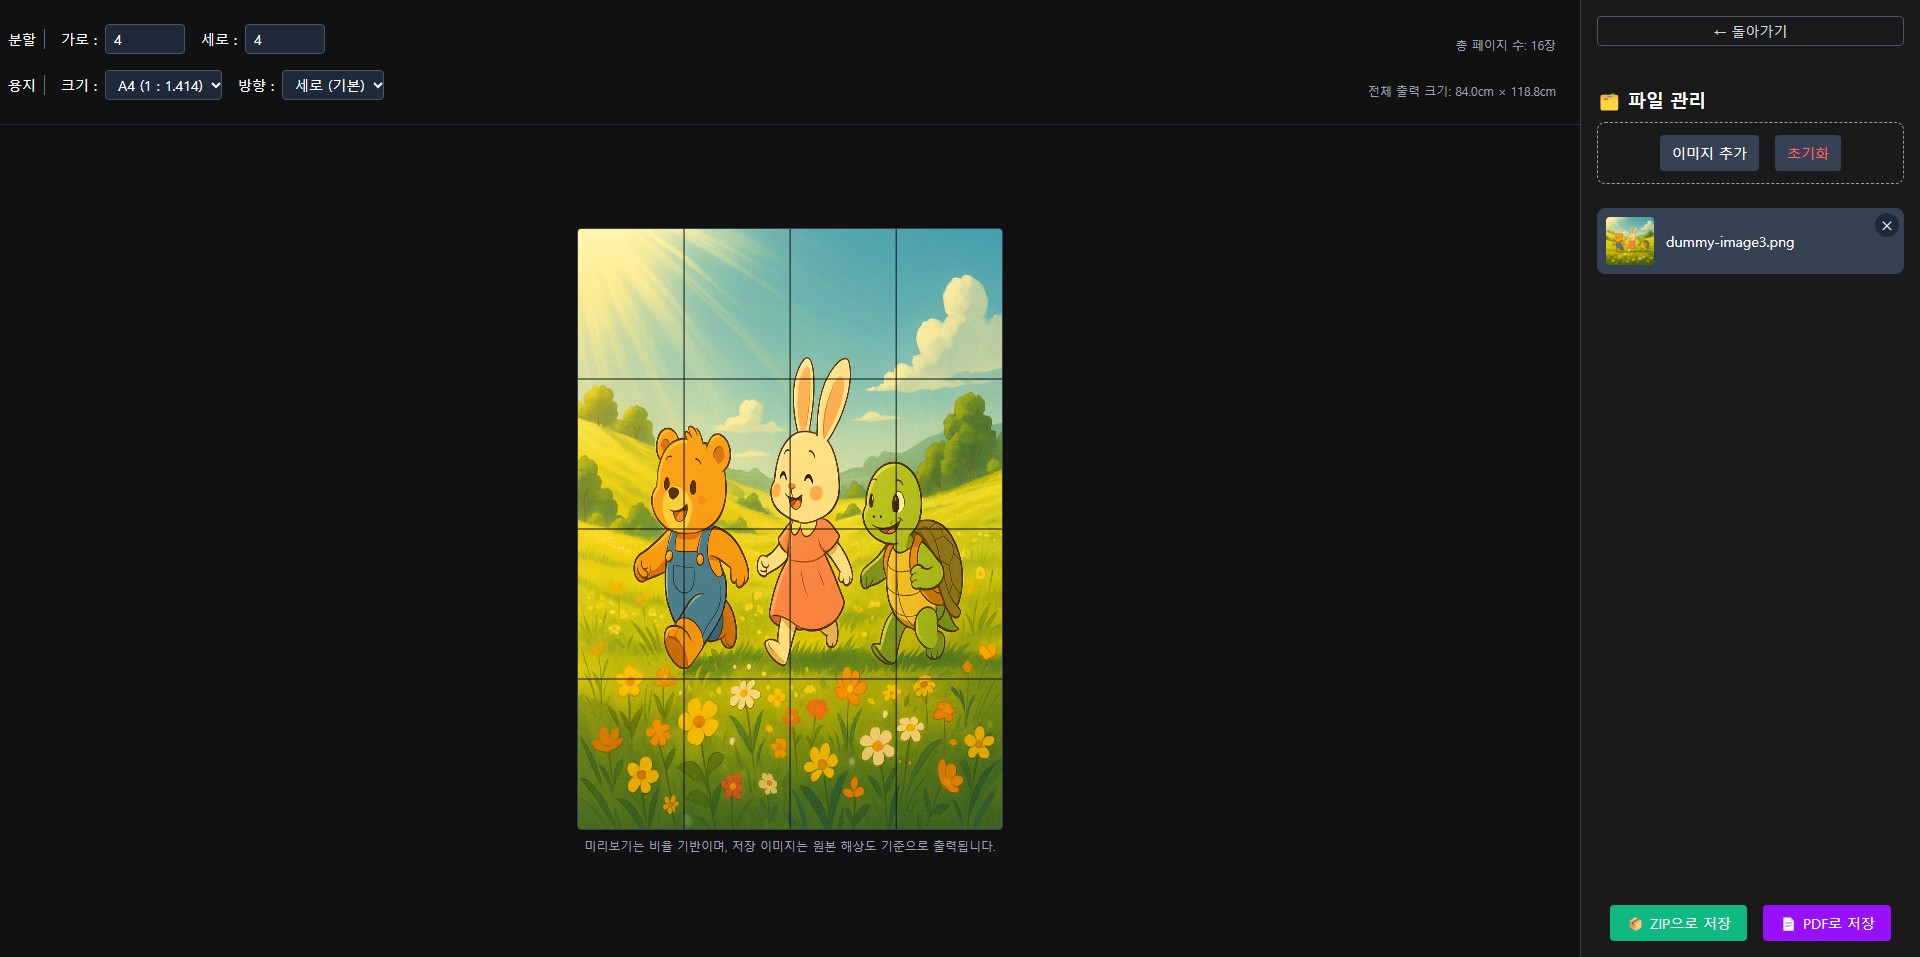 분할 가로 : 4 세로 : 4
총 페이지 수: 16장
용지 크기 : A4 (1 : 1.414) 방향 : 세로 (기본)
전체 출력 크기: 84.0cm × 118.8cm
미리보기는 비율 기반이며, 저장 이미지는 원본 해상도 기준으로 출력됩니다.
← 돌아가기
파일 관리
이미지 추가 초기화
dummy-image3.png
ZIP으로 저장 PDF로 저장